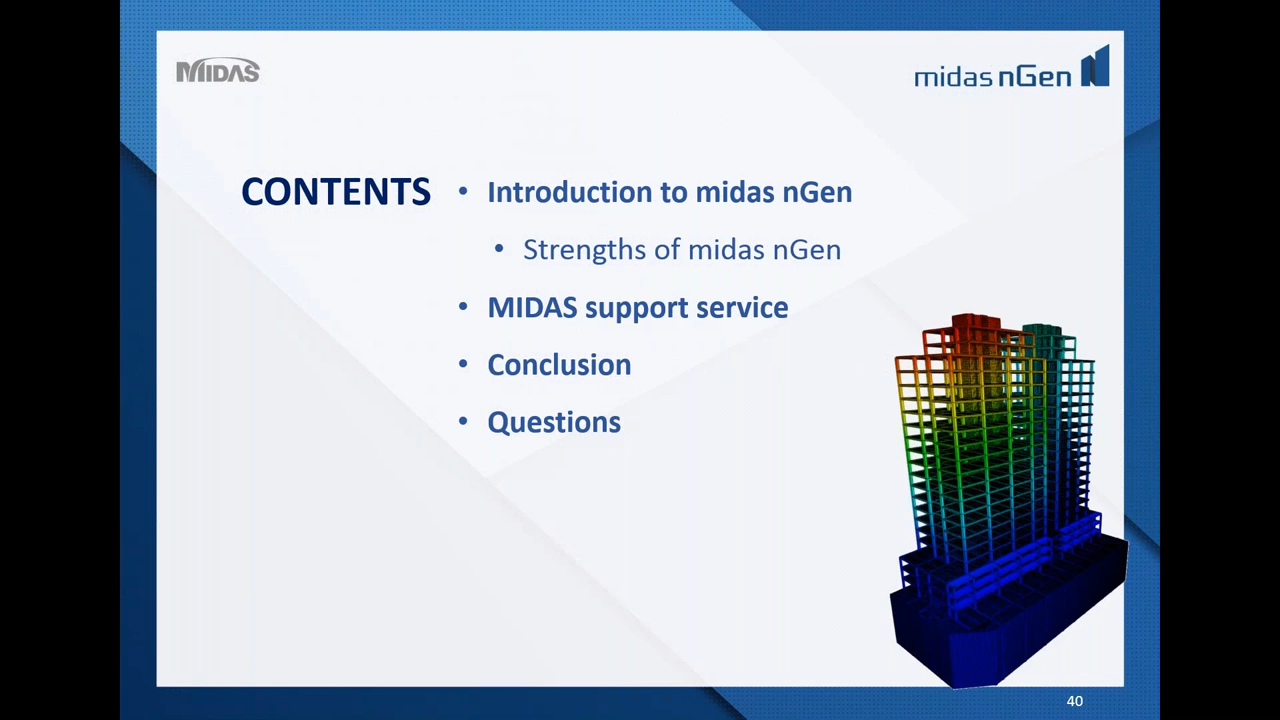 MIDAS
midas nGen
CONTENTS
• Introduction to midas nGen
• Strengths of midas nGen
• MIDAS support service
• Conclusion
• Questions
40